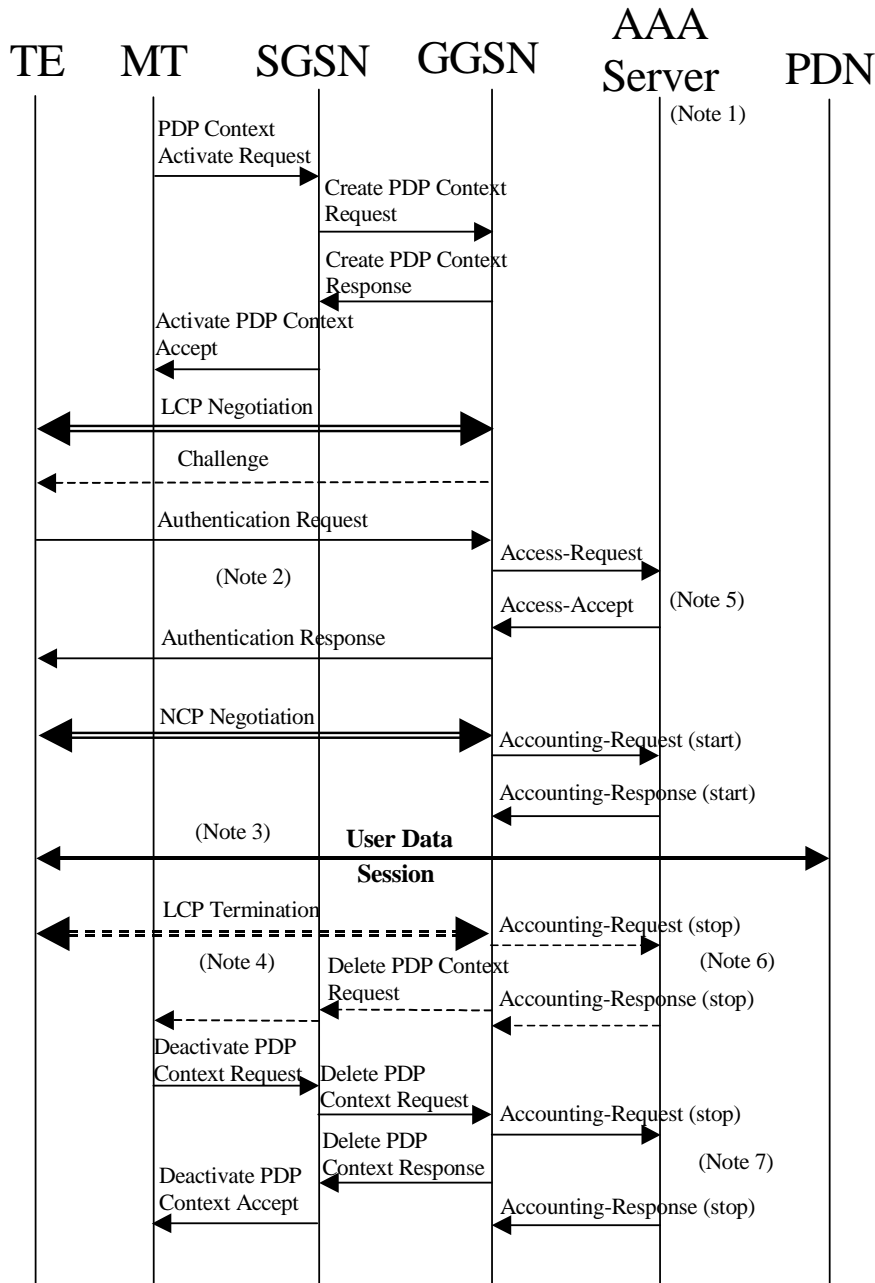 TE
MT
SGSN
GGSN
AAA
Server
PDN
(Note 1)
PDP Context
Activate Request
Create PDP Context
Request
Create PDP Context
Response
Activate PDP Context
Accept
LCP Negotiation
Challenge
Authentication Request
Access-Request
(Note 2)
(Note 5)
Access-Accept
Authentication Response
NCP Negotiation
Accounting-Request (start)
Accounting-Response (start)
(Note 3)
User Data
Session
LCP Termination
Accounting-Request (stop)
(Note 4)
(Note 6)
Delete PDP Context
Request
Accounting-Response (stop)
Deactivate PDP
Context Request
Delete PDP
Context Request
Accounting-Request (stop)
Delete PDP
Context Response
(Note 7)
Deactivate PDP
Context Accept
Accounting-Response (stop)